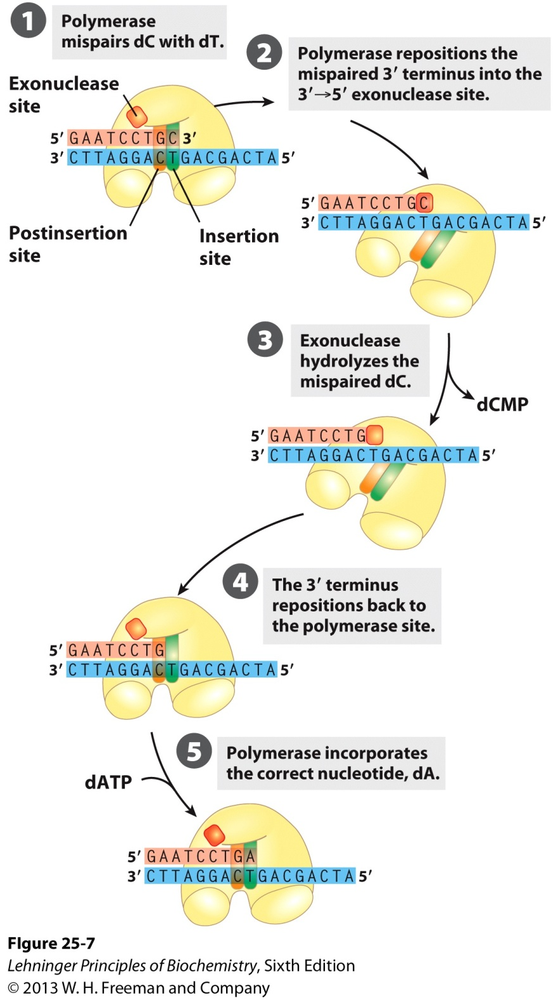 1
Polymerase
mispairs dC with dT.
2
Polymerase repositions the
mispaired 3′ terminus into the
3′→5′ exonuclease site.
Exonuclease
site
5′ GAATCCTGC 3′
3′ CTTAGGACTGACGACTA 5′
Postinsertion
site
Insertion
site
5′ GAATCCTGC
3′ CTTAGGACTGACGACTA 5′
3
Exonuclease
hydrolyzes the
mispaired dC.
dCMP
5′ GAATCCTG
3′ CTTAGGACTGACGACTA 5′
4
The 3′ terminus
repositions back to
the polymerase site.
5′ GAATCCTG
3′ CTTAGGACTGACGACTA 5′
5
Polymerase incorporates
the correct nucleotide, dA.
dATP
5′ GAATCCTGA
3′ CTTAGGACTGACGACTA 5′
FIgure 25-7
Lehninger Principles of Biochemistry, Sixth Edition
© 2013 W. H. Freeman and Company